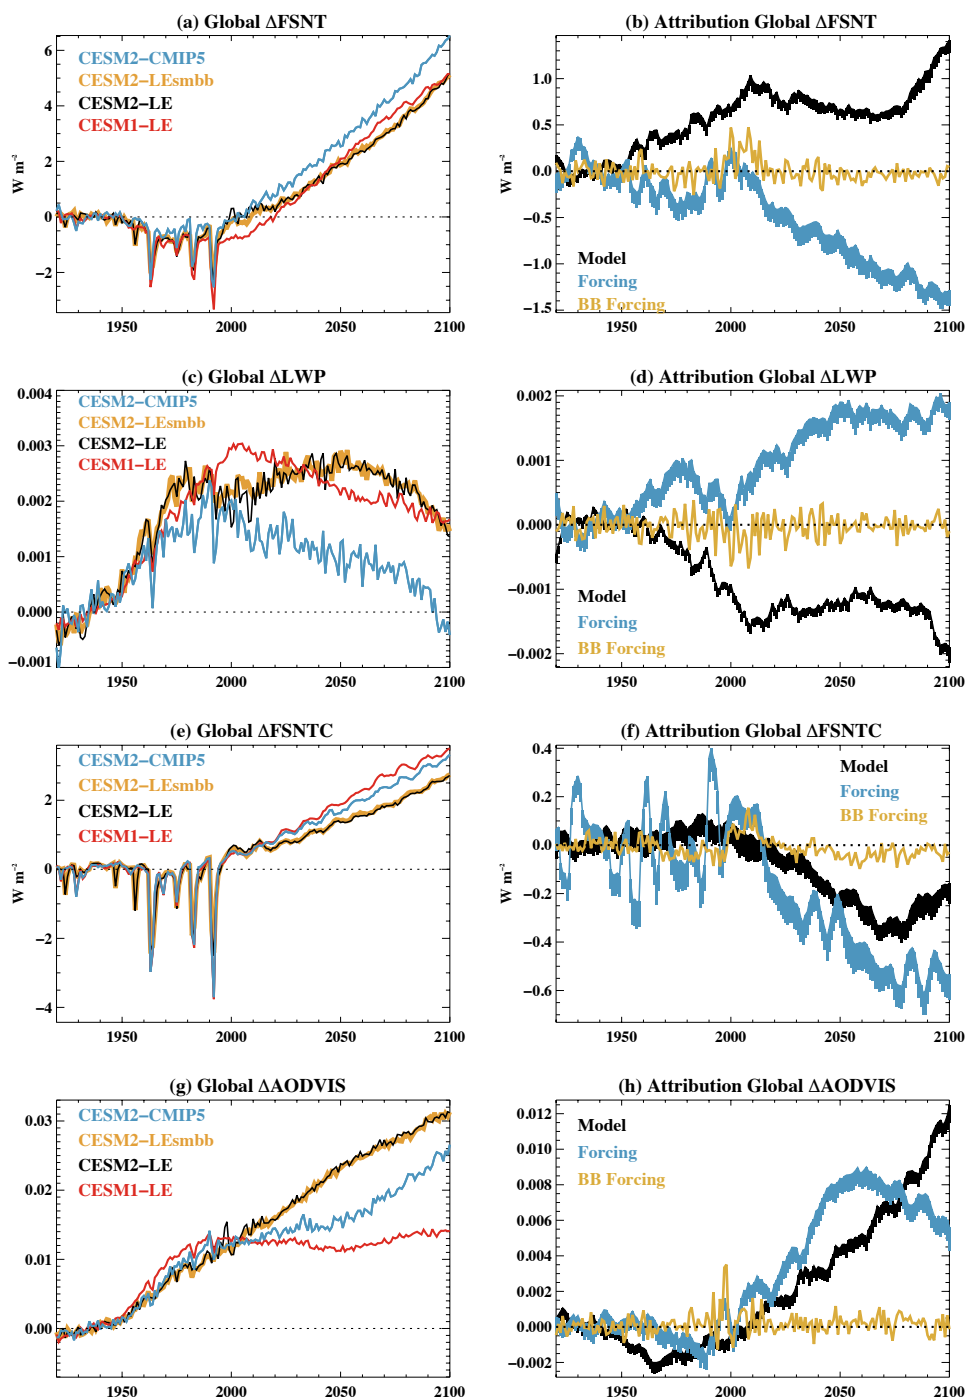 (a) Global ΔFSNT
CESM2−CMIP5
CESM2−LEsmbb
CESM2−LE
CESM1−LE
W m⁻²
6
4
2
0
−2
1950 2000 2050 2100
(b) Attribution Global ΔFSNT
Model
Forcing
BB Forcing
W m⁻²
1.0
0.5
0.0
−0.5
−1.0
−1.5
1950 2000 2050 2100
(c) Global ΔLWP
CESM2−CMIP5
CESM2−LEsmbb
CESM2−LE
CESM1−LE
0.004
0.003
0.002
0.001
0.000
−0.001
1950 2000 2050 2100
(d) Attribution Global ΔLWP
Model
Forcing
BB Forcing
0.002
0.001
0.000
−0.001
−0.002
1950 2000 2050 2100
(e) Global ΔFSNTC
CESM2−CMIP5
CESM2−LEsmbb
CESM2−LE
CESM1−LE
W m⁻²
2
0
−2
−4
1950 2000 2050 2100
(f) Attribution Global ΔFSNTC
Model
Forcing
BB Forcing
W m⁻²
0.4
0.2
0.0
−0.2
−0.4
−0.6
1950 2000 2050 2100
(g) Global ΔAODVIS
CESM2−CMIP5
CESM2−LEsmbb
CESM2−LE
CESM1−LE
0.03
0.02
0.01
0.00
1950 2000 2050 2100
(h) Attribution Global ΔAODVIS
Model
Forcing
BB Forcing
0.012
0.010
0.008
0.006
0.004
0.002
0.000
−0.002
1950 2000 2050 2100